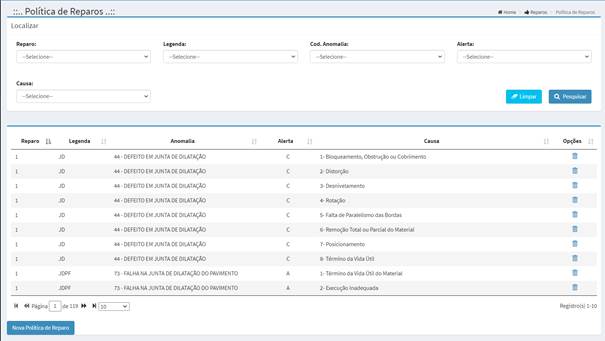 ::.. Política de Reparos ..::
Home Reparos Política de Reparos
Localizar
Reparo: Legenda: Cod. Anomalia: Alerta:
--Selecione-- --Selecione-- --Selecione-- --Selecione--
Causa:
--Selecione-- Limpar Pesquisar
Reparo Legenda Anomalia Alerta Causa Opções
1 JD 44 - DEFEITO EM JUNTA DE DILATAÇÃO C 1- Bloqueamento, Obstrução ou Cobrimento
1 JD 44 - DEFEITO EM JUNTA DE DILATAÇÃO C 2- Distorção
1 JD 44 - DEFEITO EM JUNTA DE DILATAÇÃO C 3- Desnivelamento
1 JD 44 - DEFEITO EM JUNTA DE DILATAÇÃO C 4- Rotação
1 JD 44 - DEFEITO EM JUNTA DE DILATAÇÃO C 5- Falta de Paralelismo das Bordas
1 JD 44 - DEFEITO EM JUNTA DE DILATAÇÃO C 6- Remoção Total ou Parcial do Material
1 JD 44 - DEFEITO EM JUNTA DE DILATAÇÃO C 7- Posicionamento
1 JD 44 - DEFEITO EM JUNTA DE DILATAÇÃO C 8- Término da Vida Útil
1 JDPF 73 - FALHA NA JUNTA DE DILATAÇÃO DO PAVIMENTO A 1- Término da Vida Útil do Material
1 JDPF 73 - FALHA NA JUNTA DE DILATAÇÃO DO PAVIMENTO A 2- Execução Inadequada
Página 1 de 119 10 Registro(s) 1-10
Nova Política de Reparo